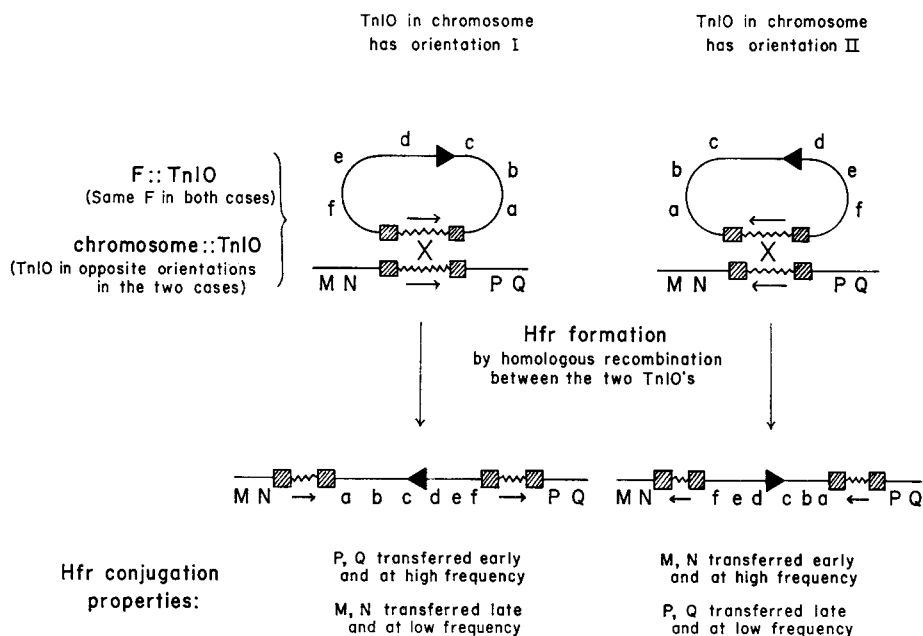 Tn10 in chromosome
has orientation I
Tn10 in chromosome
has orientation II
F::Tn10
(Same F in both cases)
chromosome::Tn10
(Tn10 in opposite orientations
in the two cases)
d c
e b
f a
X
M N P Q
c d
b e
a f
X
M N P Q
Hfr formation
by homologous recombination
between the two Tn10's
M N a b c d e f P Q
M N f e d c b a P Q
Hfr conjugation
properties:
P, Q transferred early
and at high frequency
M, N transferred late
and at low frequency
M, N transferred early
and at high frequency
P, Q transferred late
and at low frequency